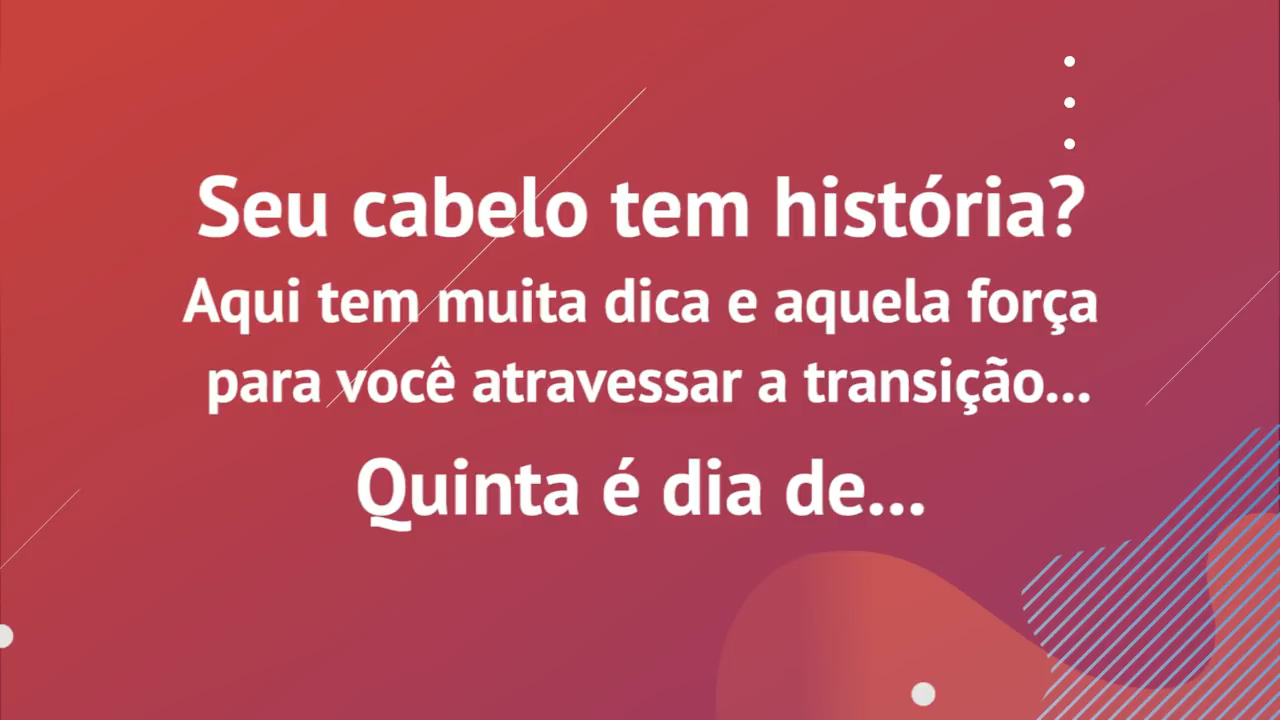 Seu cabelo tem história?
Aqui tem muita dica e aquela força
para você atravessar a transição...
Quinta é dia de...